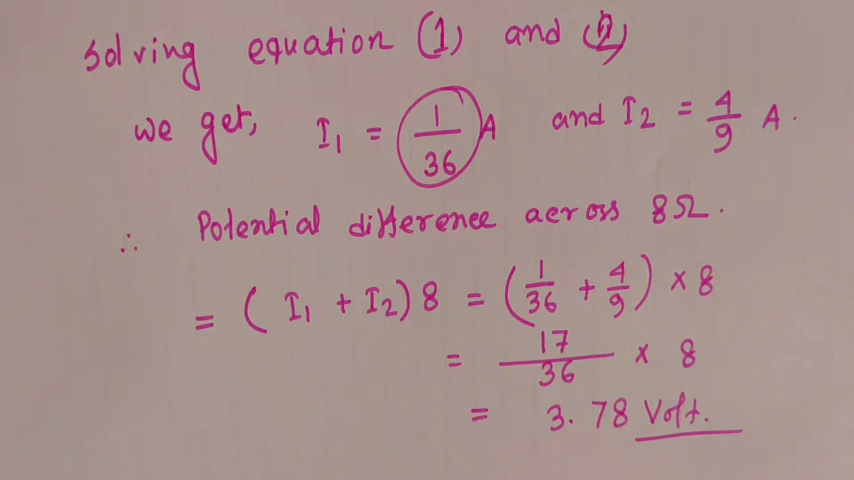 Solving equation (1) and (2)
we get, I₁ = 1/36 A and I₂ = 4/9 A.
∴ Potential difference aeross 8Ω.
= (I₁ + I₂) 8 = (1/36 + 4/9) × 8
= 17/36 × 8
= 3.78 Volt.